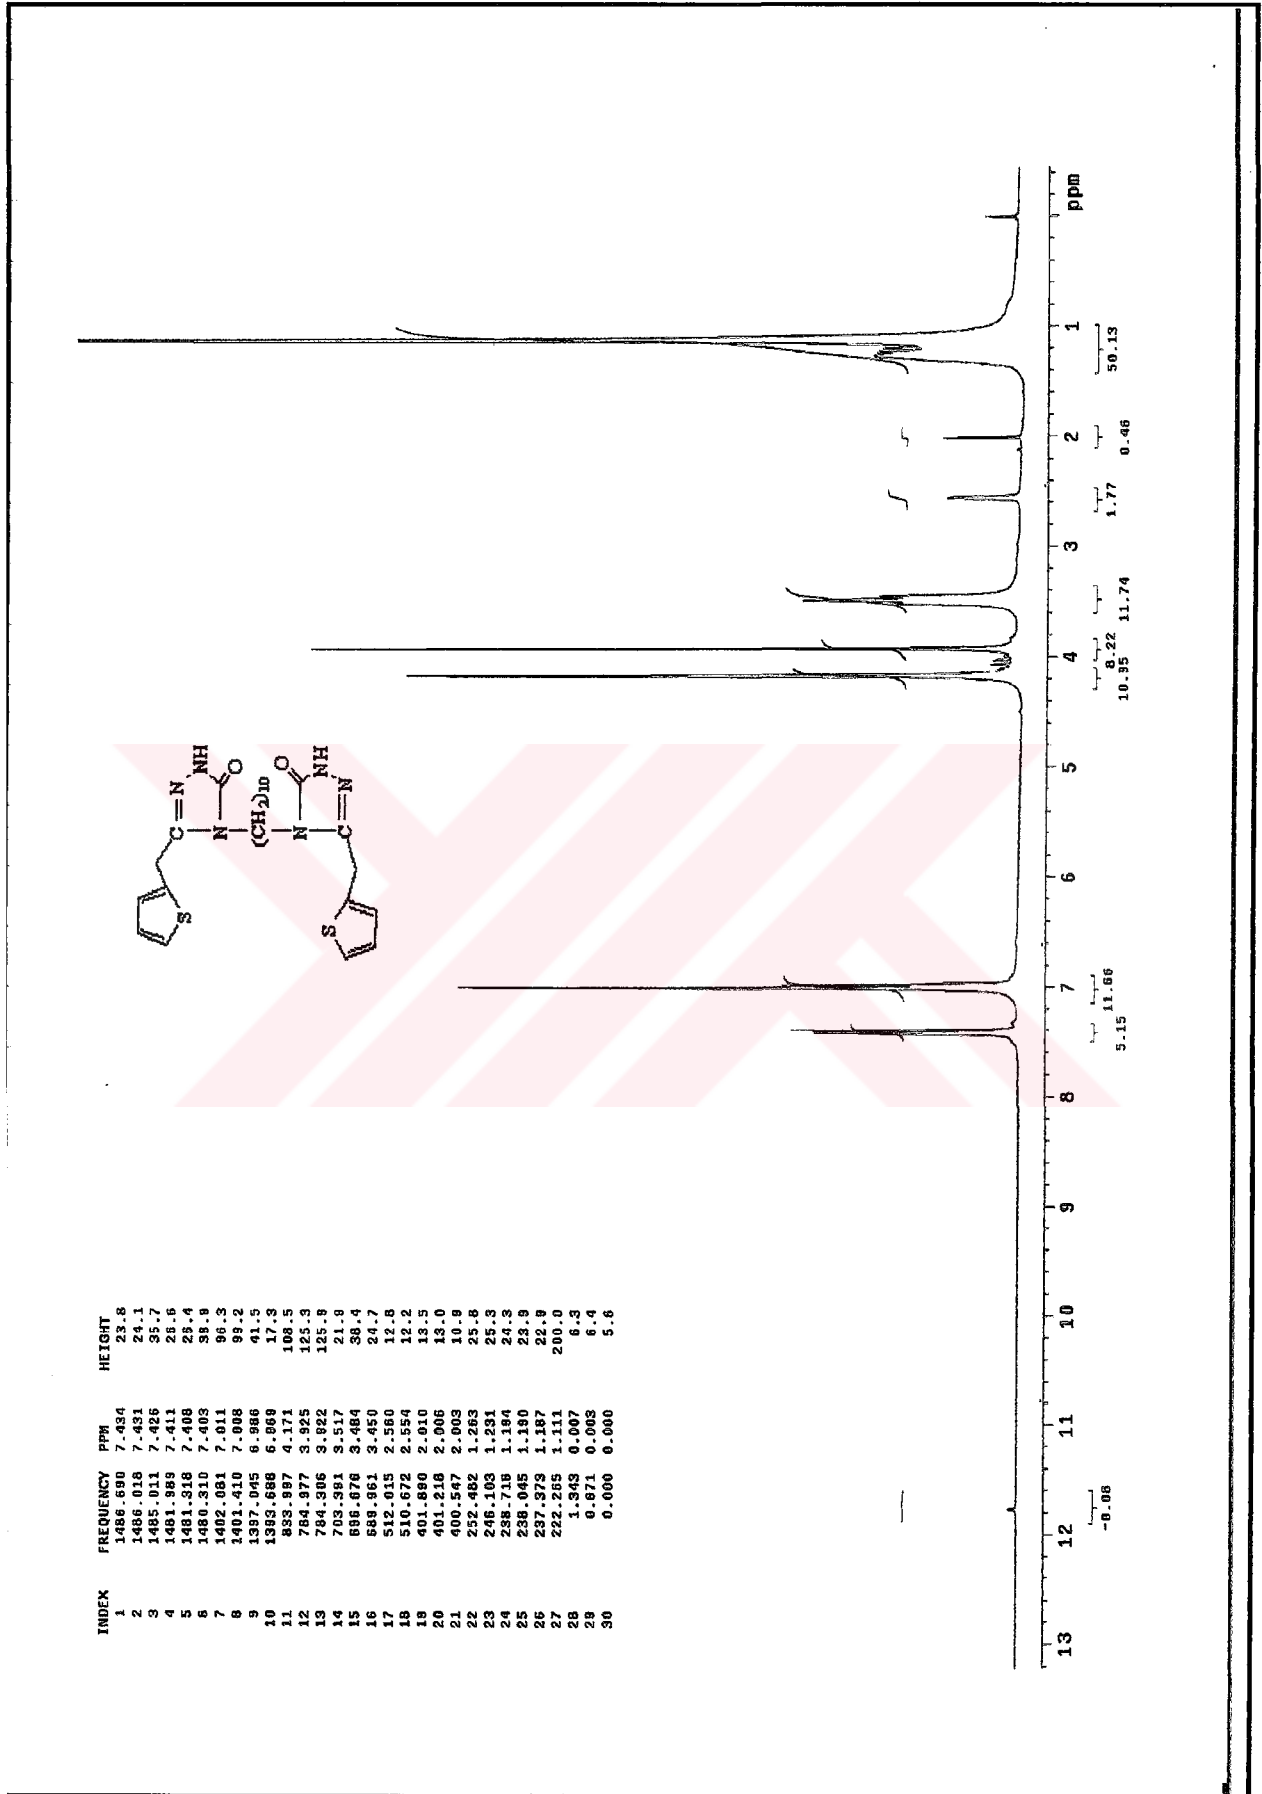 INDEX FREQUENCY PPM HEIGHT
1 1486.690 7.434 23.8
2 1486.018 7.431 24.1
3 1485.011 7.426 35.7
4 1481.989 7.411 26.6
5 1481.318 7.408 26.4
6 1480.310 7.403 39.9
7 1402.081 7.011 96.3
8 1401.410 7.008 99.2
9 1397.045 6.986 41.5
10 1393.688 6.969 17.3
11 833.997 4.171 108.5
12 784.977 3.925 125.3
13 784.306 3.922 125.9
14 703.391 3.517 21.9
15 696.676 3.484 38.4
16 689.961 3.450 24.7
17 512.015 2.560 12.8
18 510.672 2.554 12.2
19 401.890 2.010 13.5
20 401.218 2.006 13.0
21 400.547 2.003 10.9
22 252.482 1.263 25.8
23 246.103 1.231 25.3
24 238.716 1.194 24.3
25 238.045 1.190 23.9
26 237.373 1.187 22.9
27 222.265 1.111 200.0
28 1.343 0.007 6.3
29 0.671 0.003 6.4
30 0.000 0.000 5.6
S
C
N
NH
O
N
(CH2)10
N
O
NH
N
C
S
13 12 11 10 9 8 7 6 5 4 3 2 1 ppm
-0.08
5.15
11.66
10.95
8.22
11.74
1.77
0.46
50.13